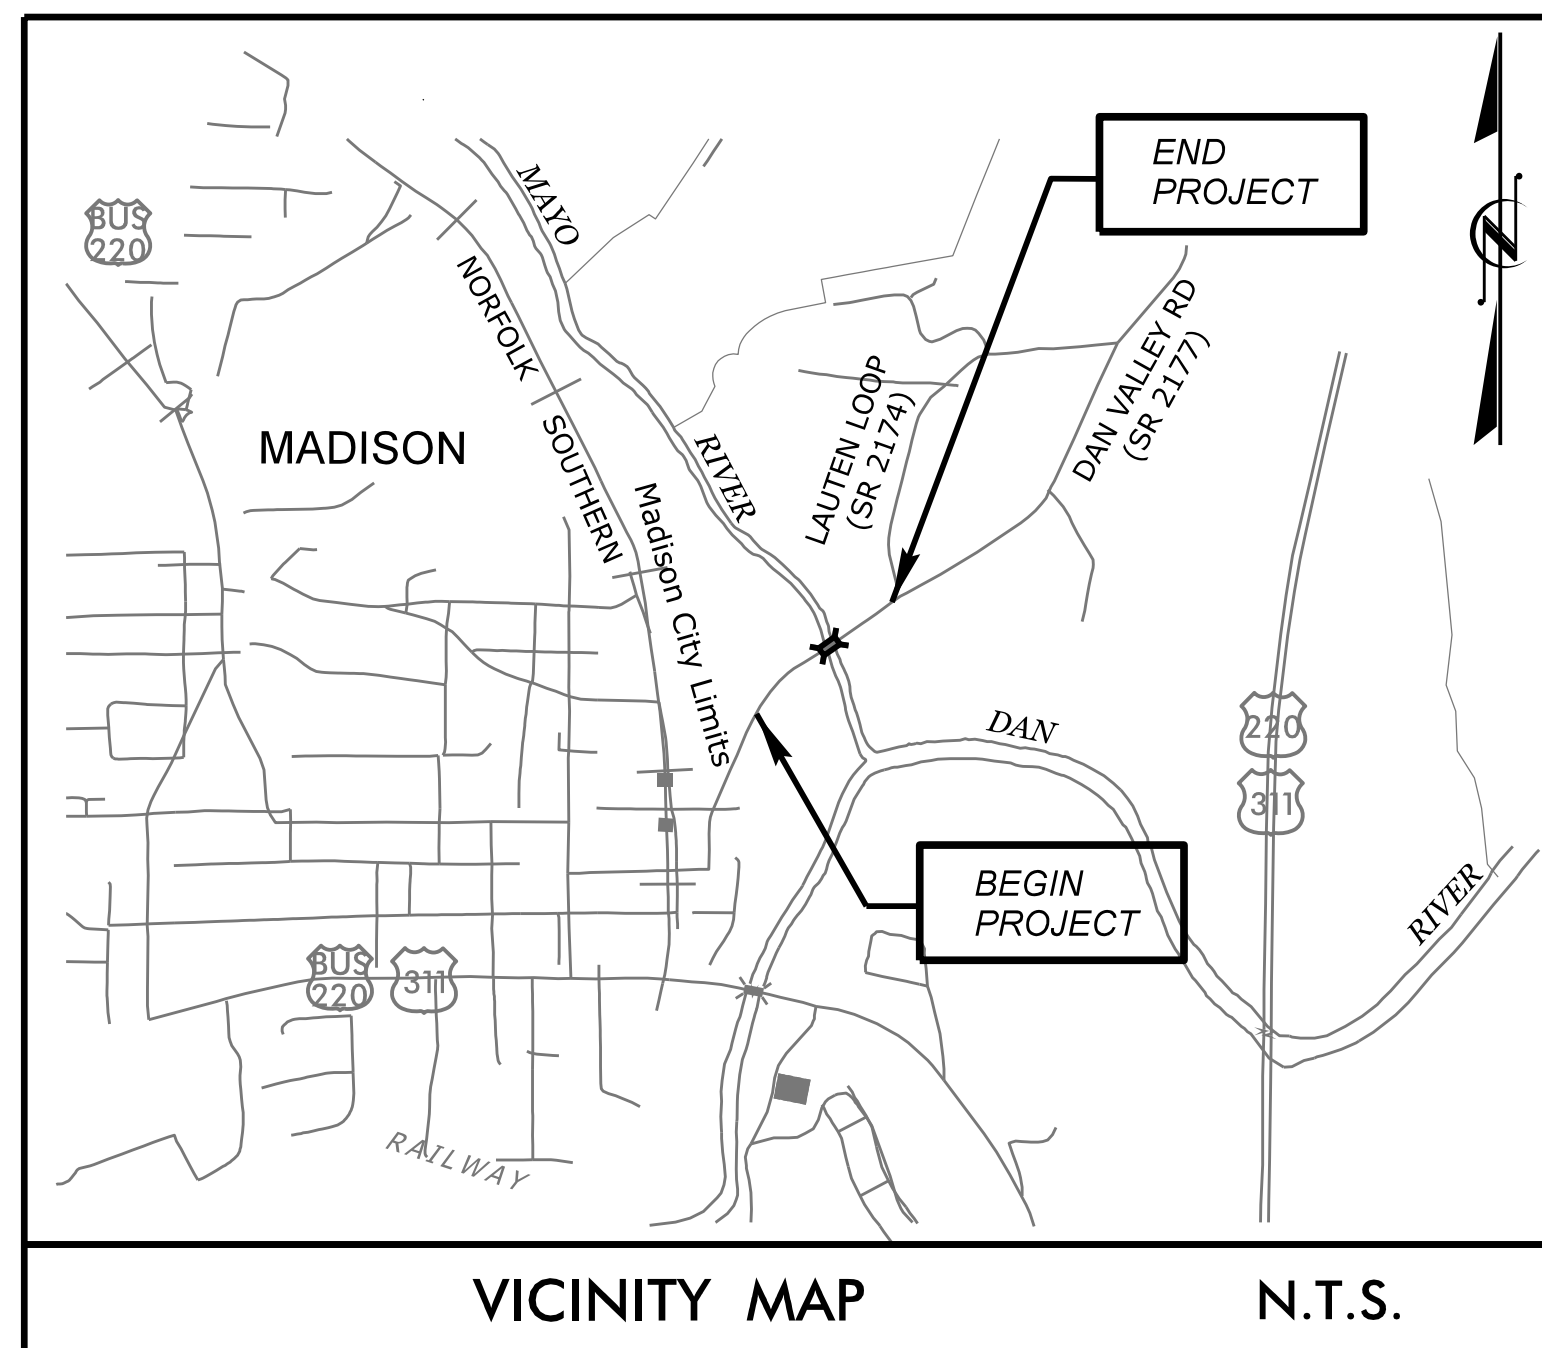 END
PROJECT
MAYO
BUS
220
NORFOLK
DAN VALLEY RD
(SR 2177)
LAUTEN LOOP
(SR 2174)
MADISON
SOUTHERN
RIVER
Madison City Limits
DAN
220
311
BEGIN
PROJECT
RIVER
BUS
220
311
RAILWAY
VICINITY MAP
N.T.S.
N